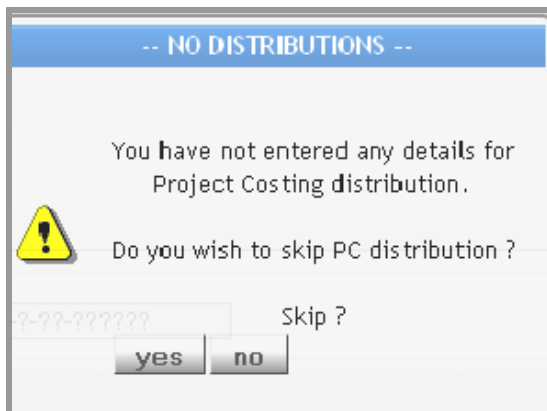 -- NO DISTRIBUTIONS --
You have not entered any details for
Project Costing distribution.
Do you wish to skip PC distribution ?
-?-??-??????
Skip ?
yes no